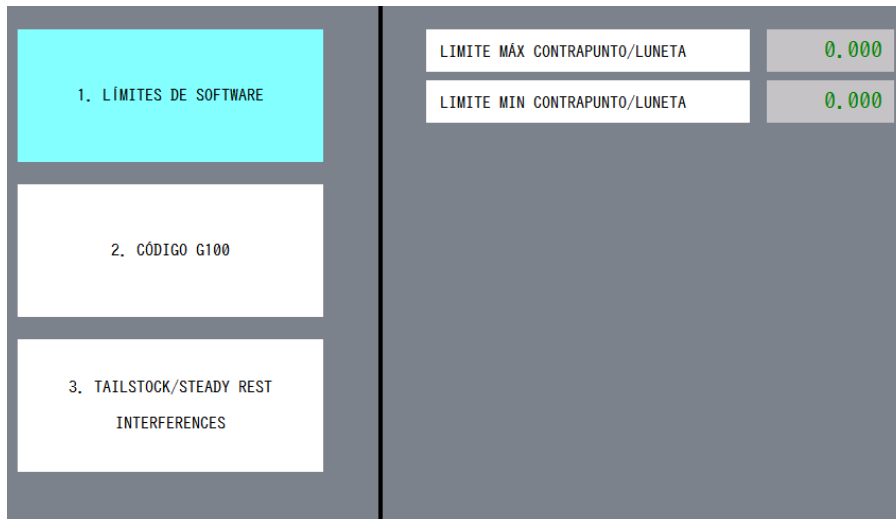 1. LÍMITES DE SOFTWARE
2. CÓDIGO G100
3. TAILSTOCK/STEADY REST
INTERFERENCES
LIMITE MÁX CONTRAPUNTO/LUNETA 0.000
LIMITE MIN CONTRAPUNTO/LUNETA 0.000